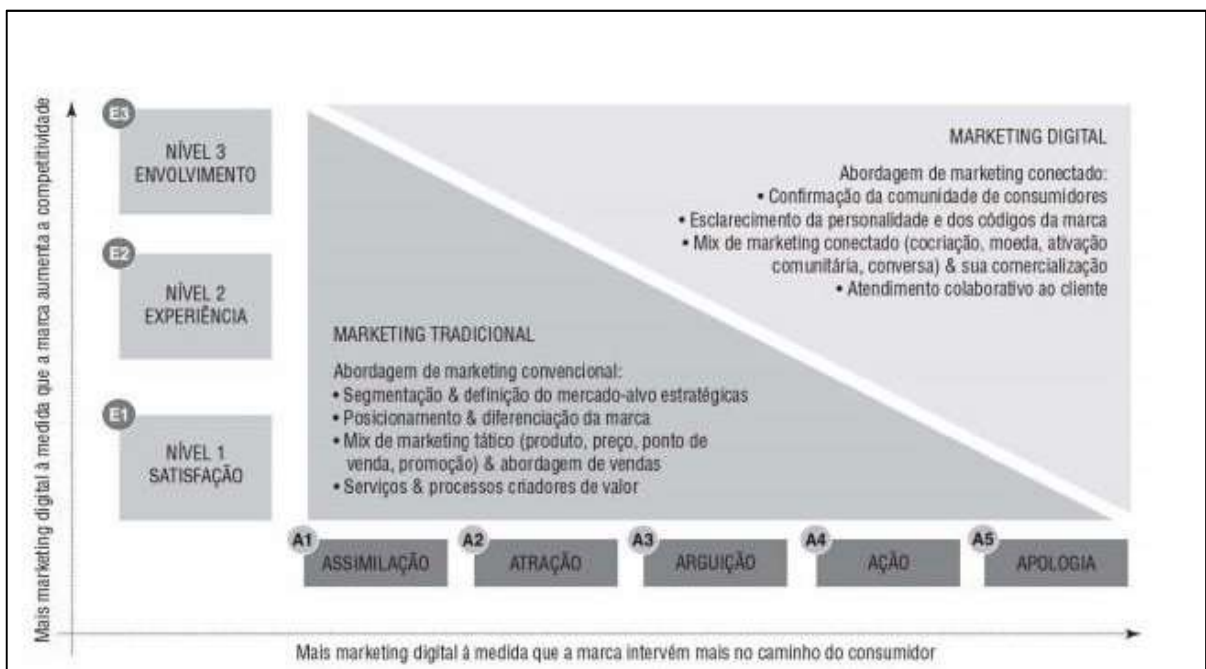 Mais marketing digital à medida que a marca aumenta a competitividade
E3
NÍVEL 3
ENVOLVIMENTO
E2
NÍVEL 2
EXPERIÊNCIA
E1
NÍVEL 1
SATISFAÇÃO
MARKETING DIGITAL
Abordagem de marketing conectado:
• Confirmação da comunidade de consumidores
• Esclarecimento da personalidade e dos códigos da marca
• Mix de marketing conectado (cocriação, moeda, ativação
comunitária, conversa) & sua comercialização
• Atendimento colaborativo ao cliente
MARKETING TRADICIONAL
Abordagem de marketing convencional:
• Segmentação & definição do mercado-alvo estratégicas
• Posicionamento & diferenciação da marca
• Mix de marketing tático (produto, preço, ponto de
venda, promoção) & abordagem de vendas
• Serviços & processos criadores de valor
A1
ASSIMILAÇÃO
A2
ATRAÇÃO
A3
ARGUIÇÃO
A4
AÇÃO
A5
APOLOGIA
Mais marketing digital à medida que a marca intervém mais no caminho do consumidor